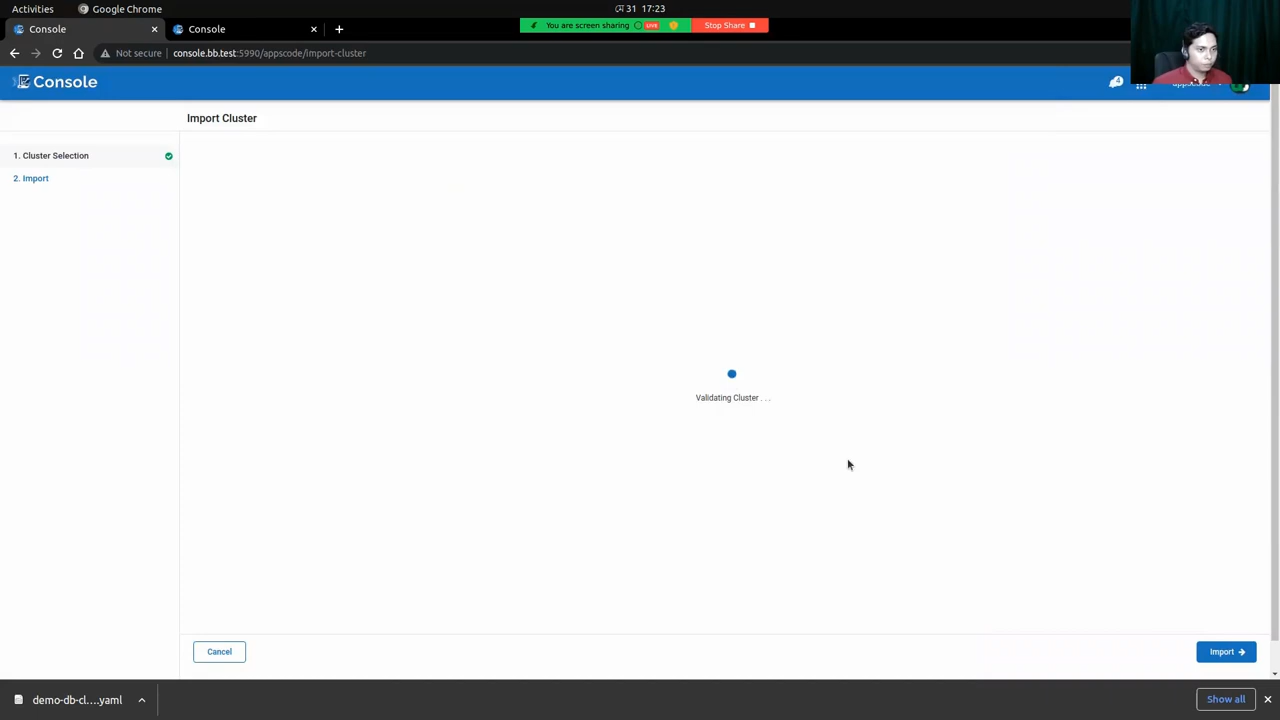 Activities
Google Chrome
31 17:23
Console
Console
You are screen sharing
LIVE
Stop Share
Not secure
console.bb.test:5990/appscode/import-cluster
Console
4
Import Cluster
1. Cluster Selection
2. Import
Validating Cluster . . .
Cancel
Import
demo-db-cl....yaml
Show all